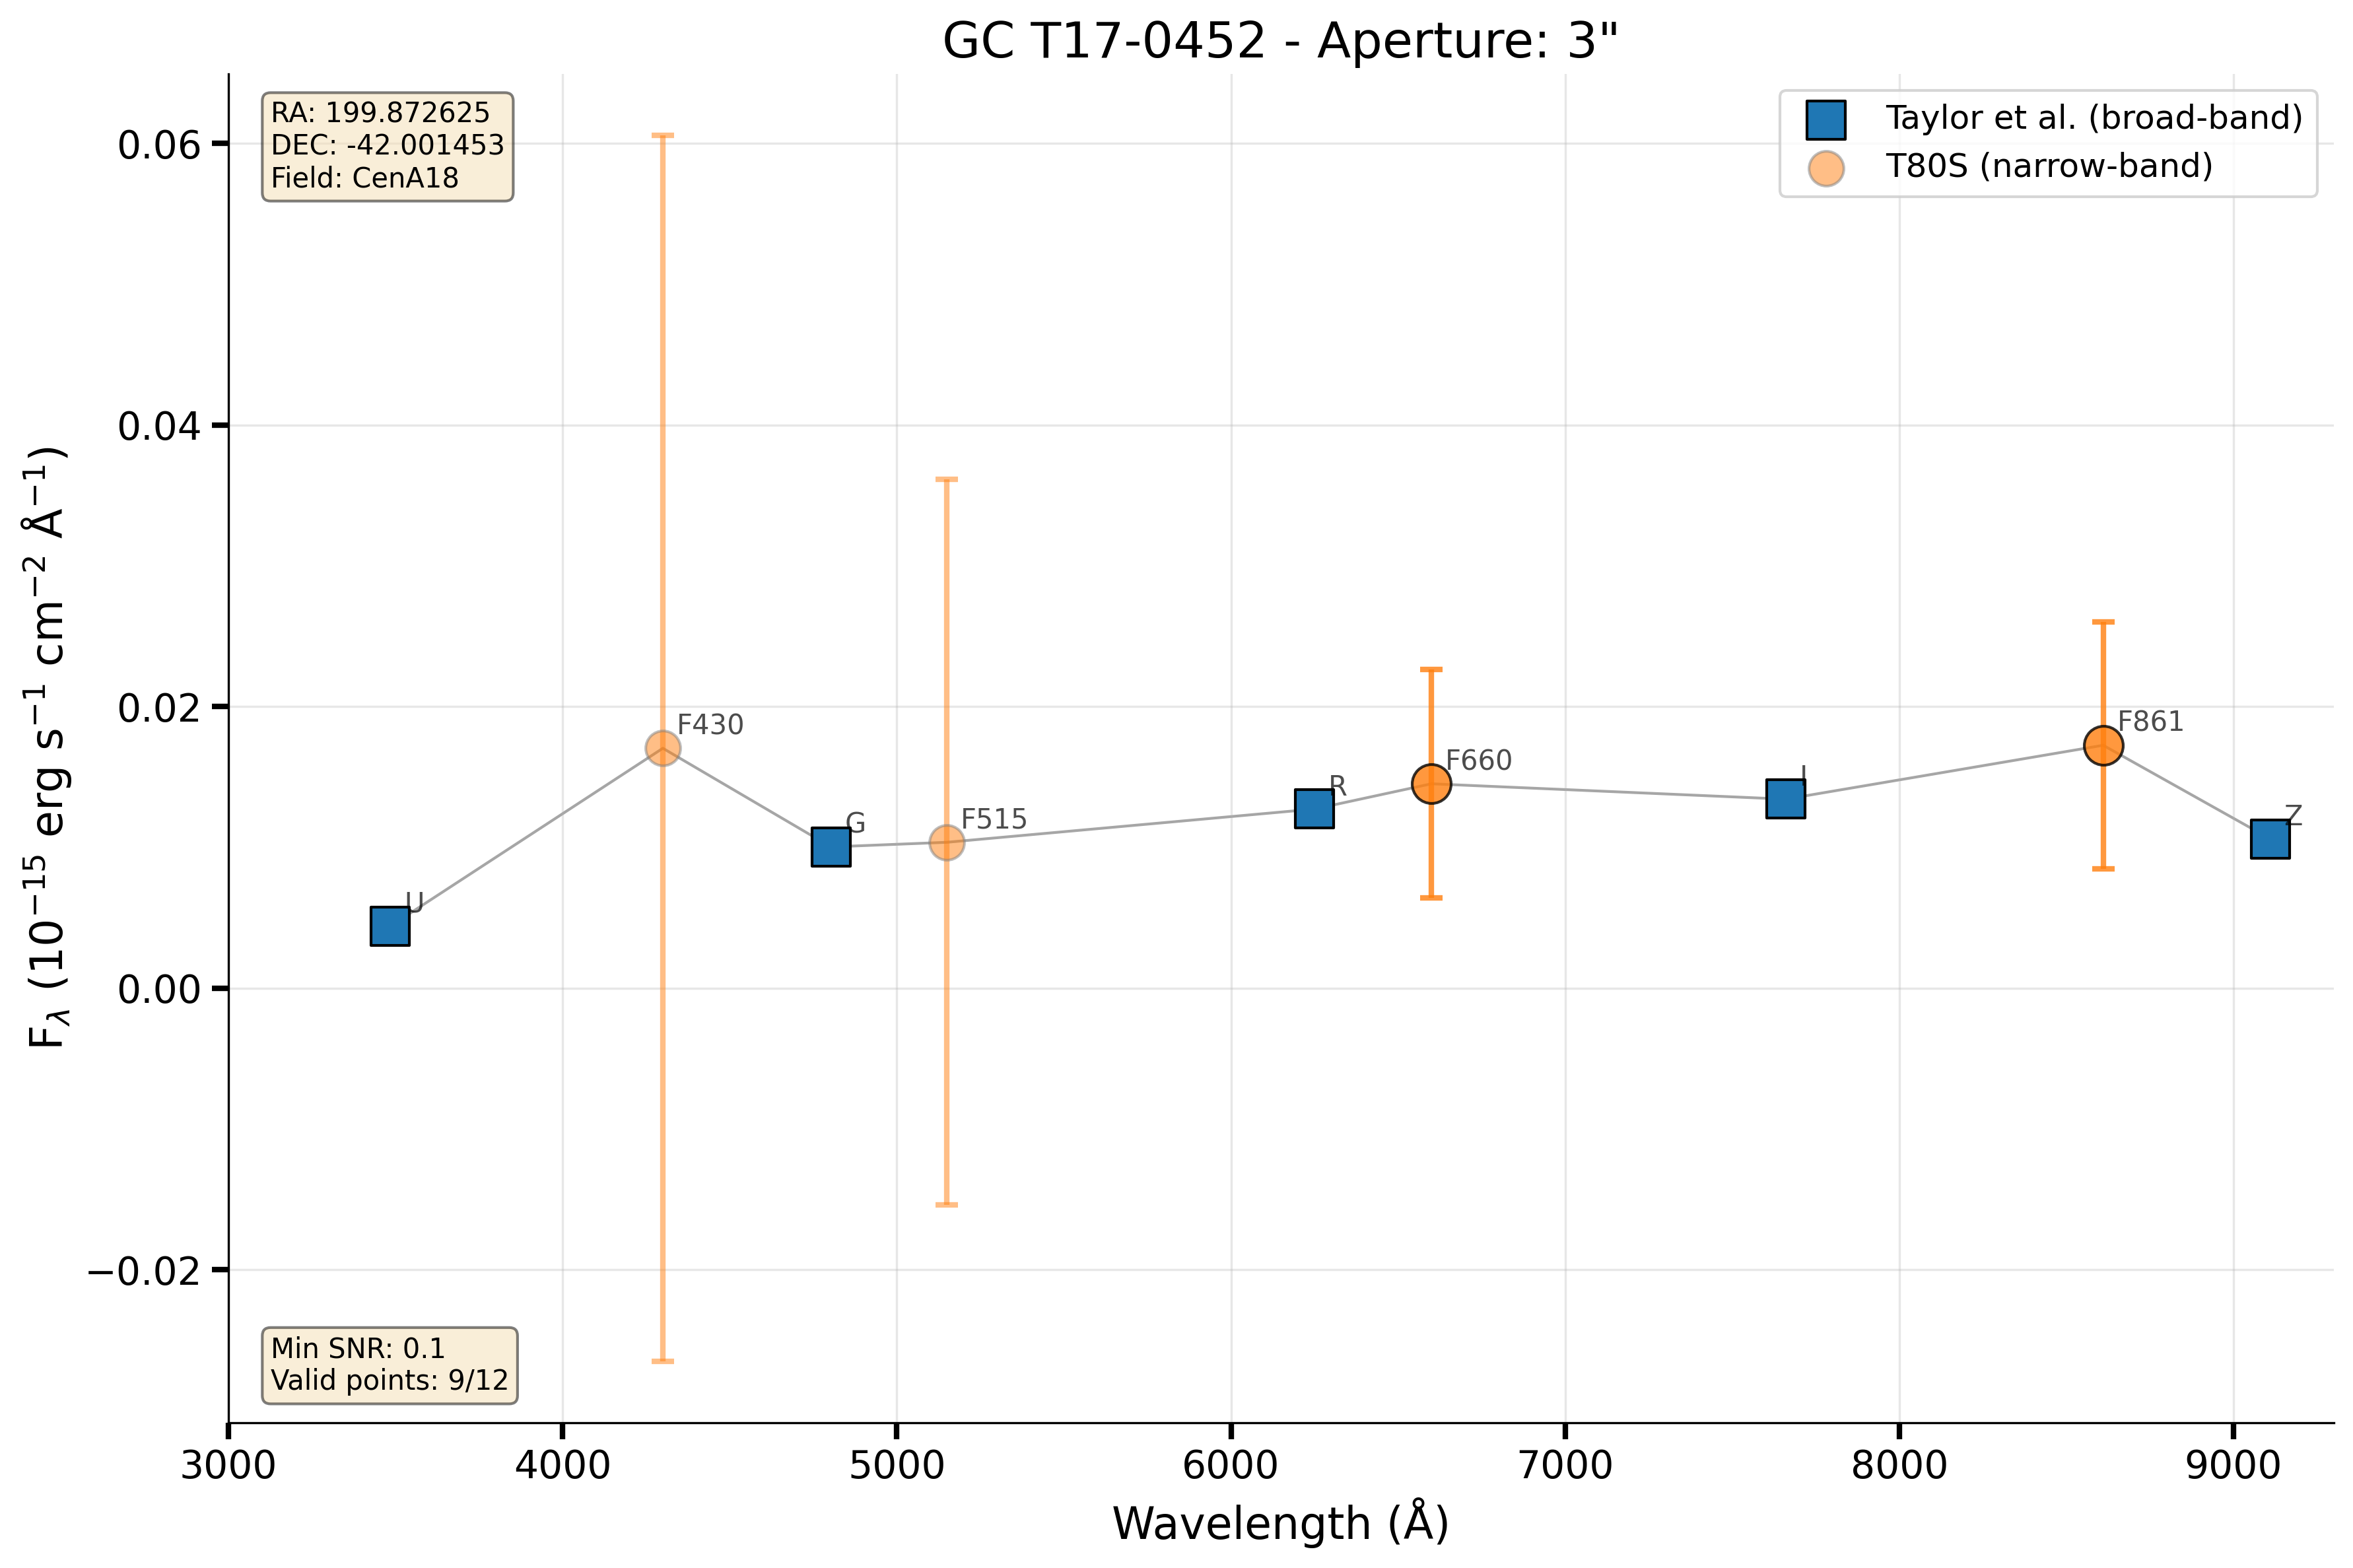 GC T17-0452 - Aperture: 3"
RA: 199.872625
DEC: -42.001453
Field: CenA18
Taylor et al. (broad-band)
T80S (narrow-band)
0.06
0.04
0.02
0.00
−0.02
F_λ (10⁻¹⁵ erg s⁻¹ cm⁻² Å⁻¹)
U
F430
G
F515
R
F660
I
F861
Z
Min SNR: 0.1
Valid points: 9/12
3000 4000 5000 6000 7000 8000 9000
Wavelength (Å)